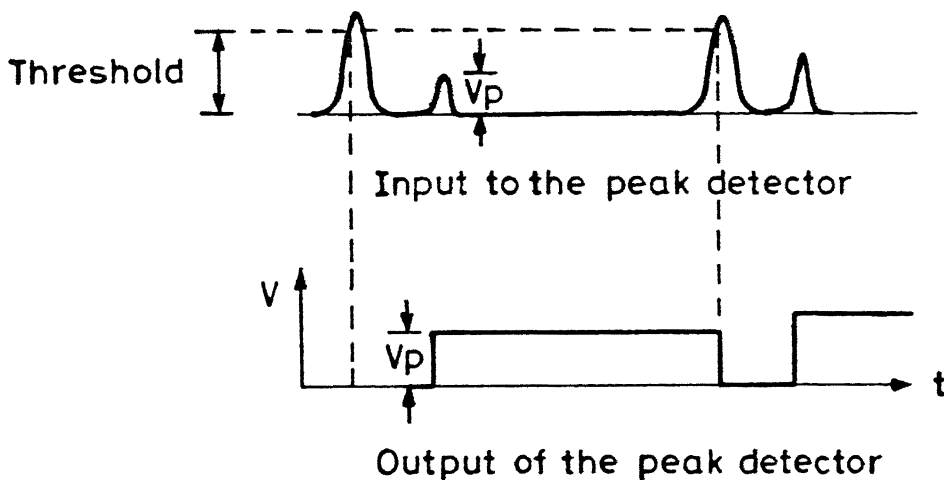 Threshold
Vp
Input to the peak detector
V
Vp
t
Output of the peak detector